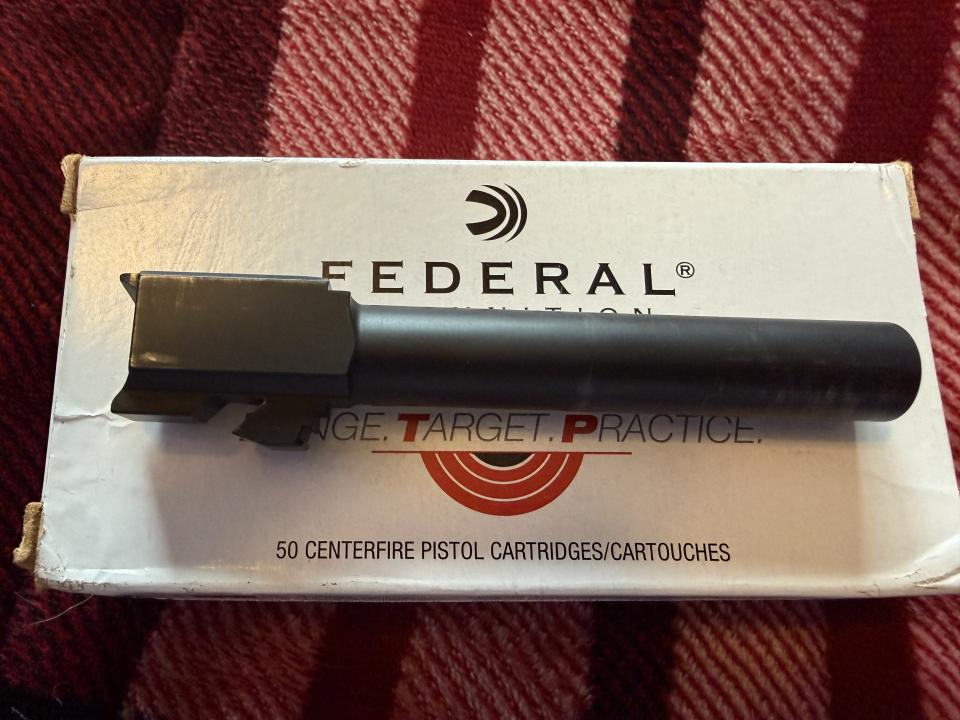 FEDERAL®
TARGET. PRACTICE.
50 CENTERFIRE PISTOL CARTRIDGES/CARTOUCHES